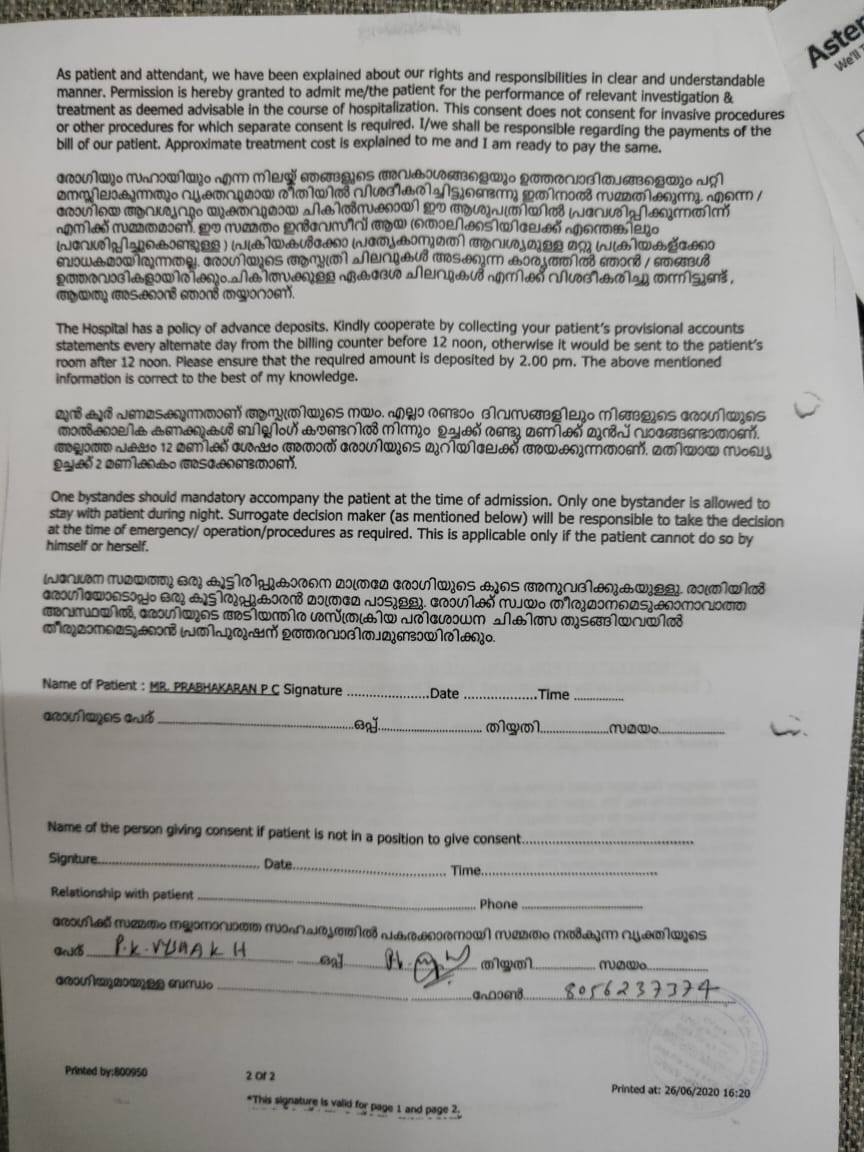 Aster
We'll
As patient and attendant, we have been explained about our rights and responsibilities in clear and understandable
manner. Permission is hereby granted to admit me/the patient for the performance of relevant investigation &
treatment as deemed advisable in the course of hospitalization. This consent does not consent for invasive procedures
or other procedures for which separate consent is required. I/we shall be responsible regarding the payments of the
bill of our patient. Approximate treatment cost is explained to me and I am ready to pay the same.
രോഗിയും സഹായിയും എന്ന നിലയ്ക്ക് ഞങ്ങളുടെ അവകാശങ്ങളെയും ഉത്തരവാദിത്വങ്ങളെയും പറ്റി
മനസ്സിലാകുന്നതും വ്യക്തവുമായ രീതിയിൽ വിശദീകരിച്ചിട്ടുണ്ടെന്നു ഇതിനാൽ സമ്മതിക്കുന്നു. എന്നെ /
രോഗിയെ ആവശ്യവും യുക്തവുമായ ചികിൽസക്കായി ഈ ആശുപത്രിയിൽ പ്രവേശിപ്പിക്കുന്നതിന്
എനിക്ക് സമ്മതമാണ്. ഈ സമ്മതം ഇൻവേസീവ് ആയ (തൊലിക്കടിയിലേക്ക് എന്തെങ്കിലും
പ്രവേശിപ്പിച്ചുകൊണ്ടുള്ള ) പ്രക്രിയകൾക്കോ പ്രത്യേകാനുമതി ആവശ്യമുള്ള മറ്റു പ്രക്രിയകള്ക്കോ
ബാധകമായിരുന്നതല്ല. രോഗിയുടെ ആസ്പത്രി ചിലവുകൾ അടക്കുന്ന കാര്യത്തിൽ ഞാൻ / ഞങ്ങൾ
ഉത്തരവാദികളായിരിക്കും.ചികിത്സക്കുള്ള ഏകദേശ ചിലവുകൾ എനിക്ക് വിശദീകരിച്ചു തന്നിട്ടുണ്ട് ,
ആയതു അടക്കാൻ ഞാൻ തയ്യാറാണ്.
The Hospital has a policy of advance deposits. Kindly cooperate by collecting your patient's provisional accounts
statements every alternate day from the billing counter before 12 noon, otherwise it would be sent to the patient's
room after 12 noon. Please ensure that the required amount is deposited by 2.00 pm. The above mentioned
information is correct to the best of my knowledge.
മുൻ കൂർ പണമടക്കുന്നതാണ് ആസ്പത്രിയുടെ നയം. എല്ലാ രണ്ടാം ദിവസങ്ങളിലും നിങ്ങളുടെ രോഗിയുടെ
താൽക്കാലിക കണക്കുകൾ ബില്ലിംഗ് കൗണ്ടറിൽ നിന്നും ഉച്ചക്ക് രണ്ടു മണിക്ക് മുൻപ് വാങ്ങേണ്ടതാണ്.
അല്ലാത്ത പക്ഷം 12 മണിക്ക് ശേഷം അതാത് രോഗിയുടെ മുറിയിലേക്ക് അയക്കുന്നതാണ്. മതിയായ സംഖ്യ
ഉച്ചക്ക് 2 മണിക്കകം അടക്കേണ്ടതാണ്.
One bystandes should mandatory accompany the patient at the time of admission. Only one bystander is allowed to
stay with patient during night. Surrogate decision maker (as mentioned below) will be responsible to take the decision
at the time of emergency/ operation/procedures as required. This is applicable only if the patient cannot do so by
himself or herself.
പ്രവേശന സമയത്തു ഒരു കൂട്ടിരിപ്പുകാരനെ മാത്രമേ രോഗിയുടെ കൂടെ അനുവദിക്കുകയുള്ളു. രാത്രിയിൽ
രോഗിയോടൊപ്പം ഒരു കൂട്ടിരുപ്പുകാരൻ മാത്രമേ പാടുള്ളു. രോഗിക്ക് സ്വയം തീരുമാനമെടുക്കാനാവാത്ത
അവസ്ഥയിൽ, രോഗിയുടെ അടിയന്തിര ശസ്ത്രക്രിയ പരിശോധന ചികിത്സ തുടങ്ങിയവയിൽ
തീരുമാനമെടുക്കാൻ പ്രതിപുരുഷന് ഉത്തരവാദിത്വമുണ്ടായിരിക്കും.
Name of Patient : MR. PRABHAKARAN P C Signature ....................Date ..................Time ............
രോഗിയുടെ പേര് ................................................ഒപ്പ്.......................... തിയ്യതി.................സമയം................
Name of the person giving consent if patient is not in a position to give consent..........................................
Signture........................................ Date...................................... Time............................................
Relationship with patient ...................................................................... Phone ..............................
രോഗിക്ക് സമ്മതം നല്കാനാവാത്ത സാഹചര്യത്തിൽ പകരക്കാരനായി സമ്മതം നൽകുന്ന വ്യക്തിയുടെ
പേര് P.K.VYSHAKH ഒപ്പ് തിയ്യതി............... സമയം...............
രോഗിയുമായുള്ള ബന്ധം ................................................ഫോൺ 8056237374
Printed by:800950
2 Of 2
Printed at: 26/06/2020 16:20
*This signature is valid for page 1 and page 2.